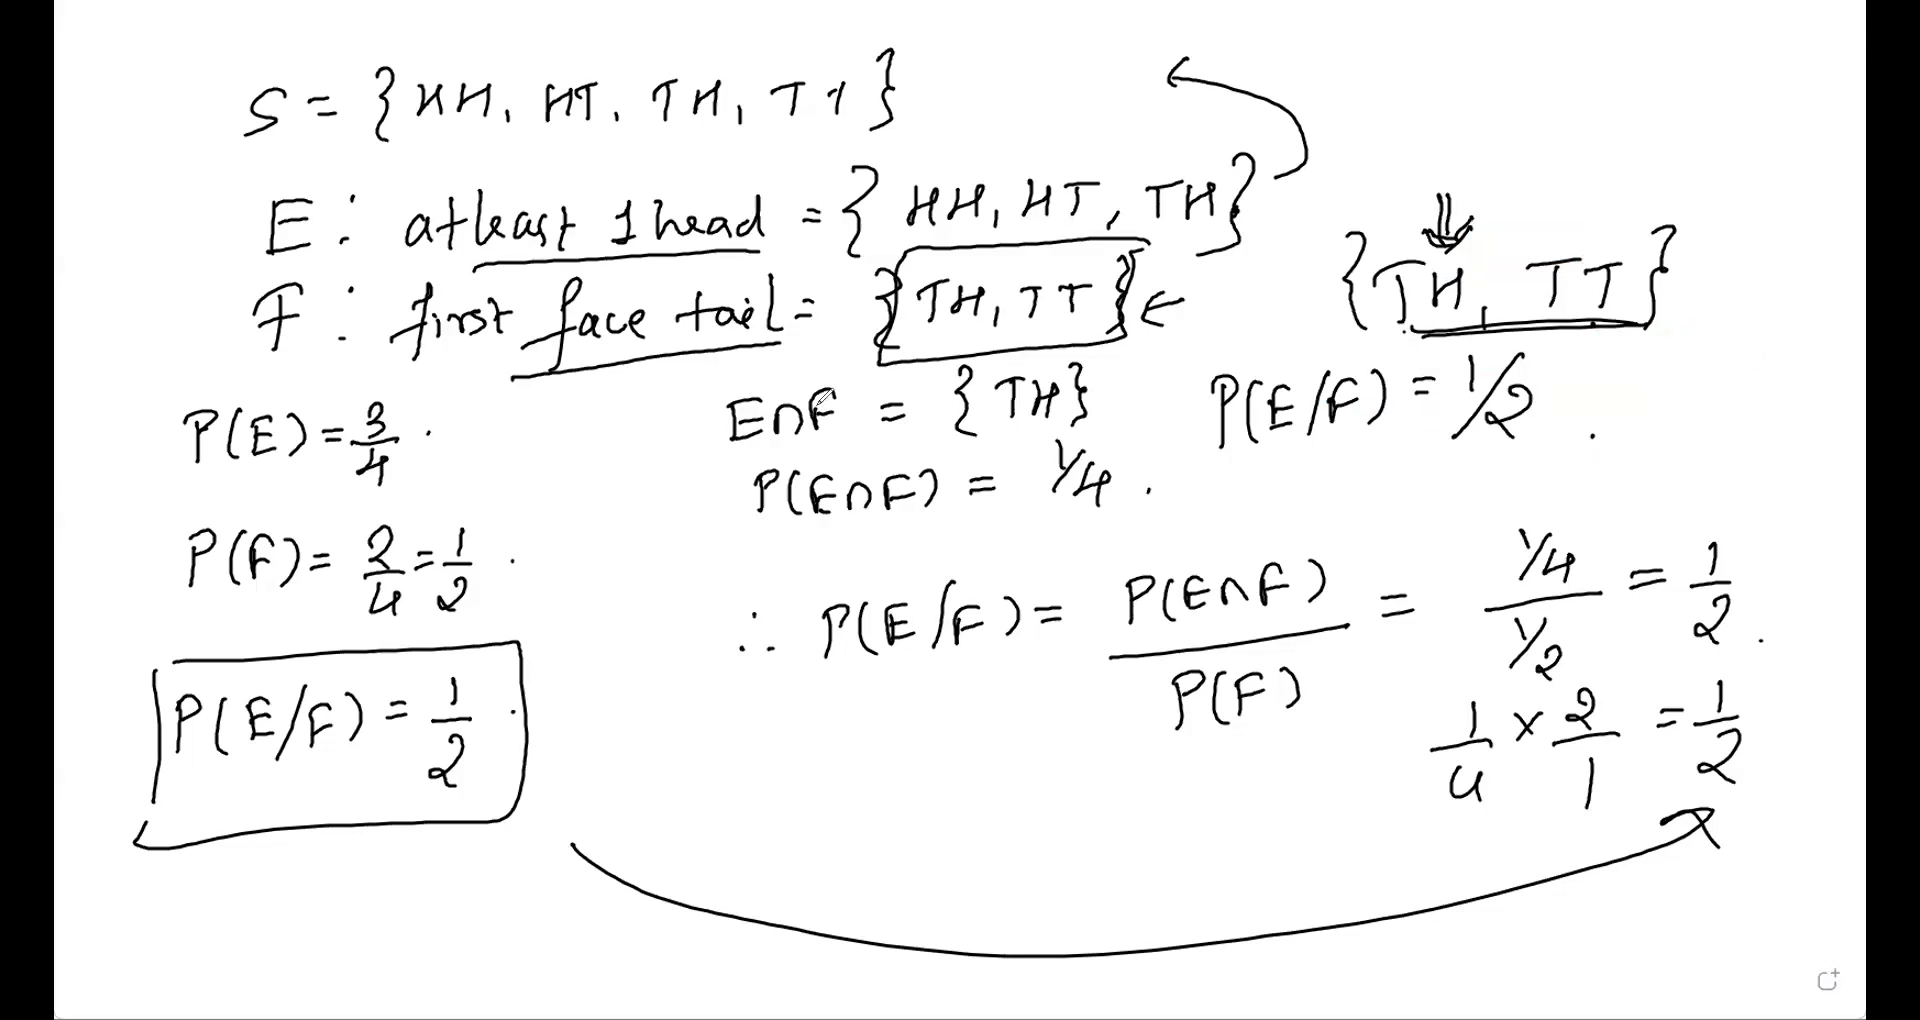 S = {HH, HT, TH, TT}
E : atleast 1 head = {HH, HT, TH}
F : first face tail = {TH, TT}
{TH, TT}
P(E) = 3/4 .
E∩F = {TH}
P(E/F) = 1/2 .
P(E∩F) = 1/4 .
P(F) = 2/4 = 1/2 .
∴ P(E/F) = P(E∩F)/P(F) = (1/4)/(1/2) = 1/2 .
P(E/F) = 1/2 .
1/4 × 2/1 = 1/2